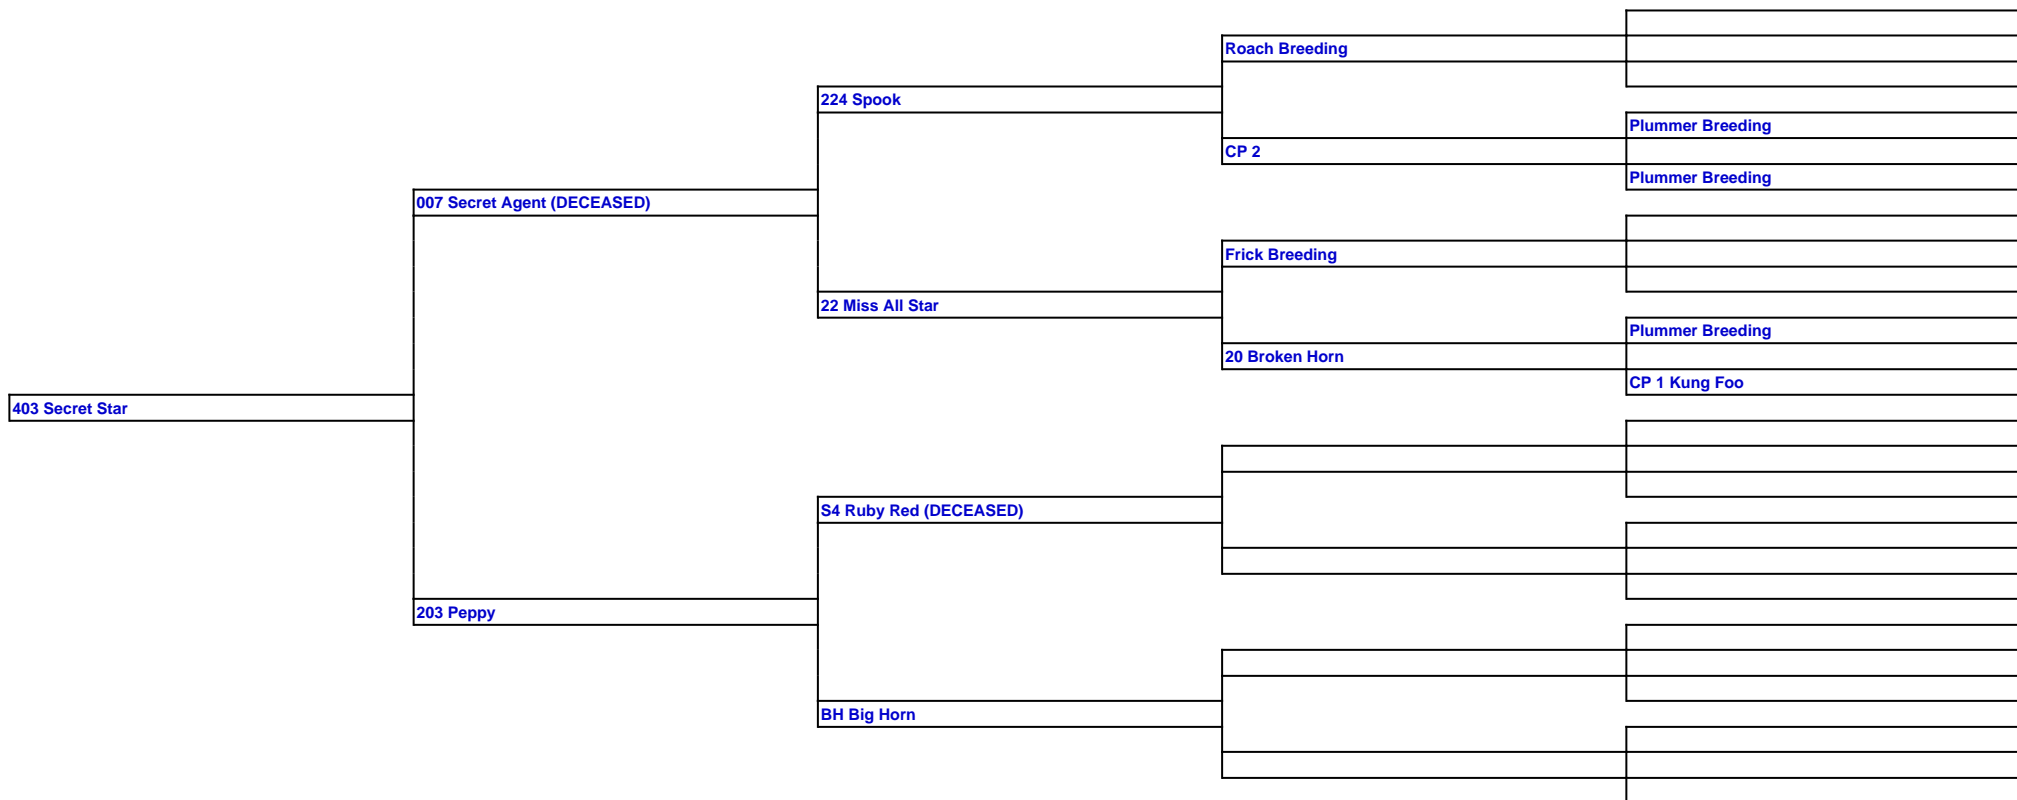 Roach Breeding
224 Spook
Plummer Breeding
CP 2
Plummer Breeding
007 Secret Agent (DECEASED)
Frick Breeding
22 Miss All Star
Plummer Breeding
20 Broken Horn
CP 1 Kung Foo
403 Secret Star
S4 Ruby Red (DECEASED)
203 Peppy
BH Big Horn